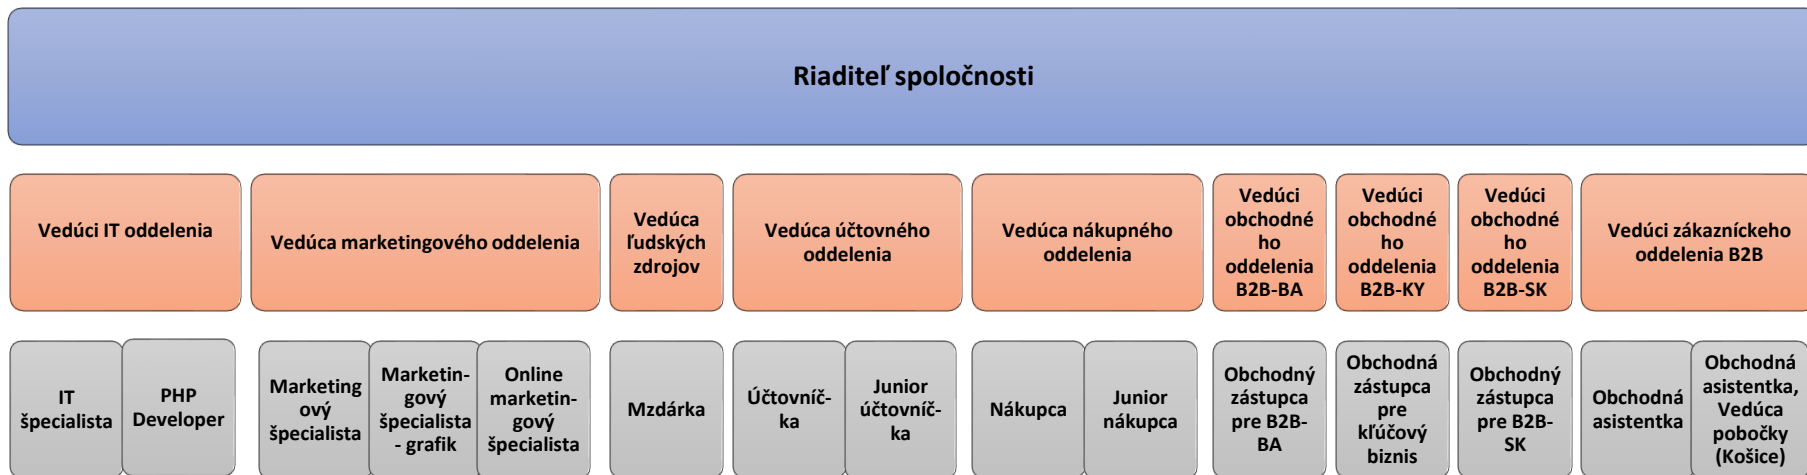 Riaditeľ spoločnosti
Vedúci IT oddelenia
Vedúca marketingového oddelenia
Vedúca
ľudských
zdrojov
Vedúca účtovného
oddelenia
Vedúca nákupného
oddelenia
Vedúci
obchodné
ho
oddelenia
B2B-BA
Vedúci
obchodné
ho
oddelenia
B2B-KY
Vedúci
obchodné
ho
oddelenia
B2B-SK
Vedúci zákazníckeho
oddelenia B2B
IT
špecialista
PHP
Developer
Marketing
ový
špecialista
Marketin-
gový
špecialista
- grafik
Online
marketin-
gový
špecialista
Mzdárka
Účtovníč-
ka
Junior
účtovníč-
ka
Nákupca
Junior
nákupca
Obchodný
zástupca
pre B2B-
BA
Obchodná
zástupca
pre
kľúčový
biznis
Obchodný
zástupca
pre B2B-
SK
Obchodná
asistentka
Obchodná
asistentka,
Vedúca
pobočky
(Košice)